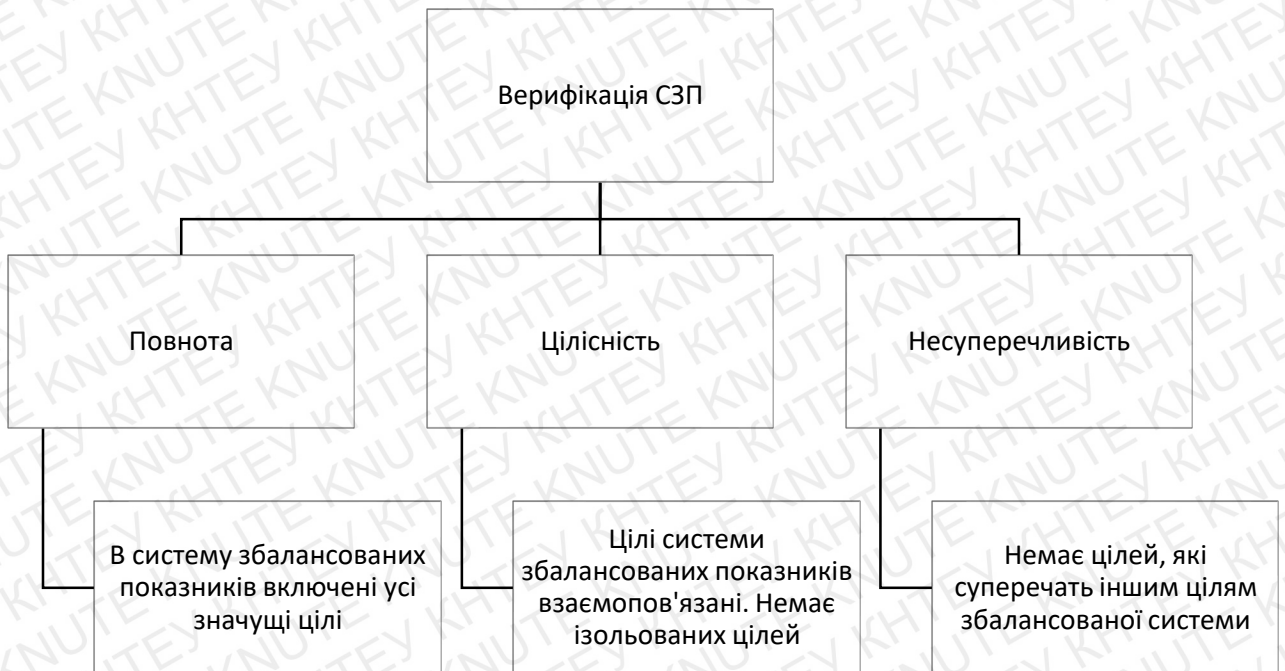 Верифікація СЗП
Повнота
Цілісність
Несуперечливість
В систему збалансованих
показників включені усі
значущі цілі
Цілі системи
збалансованих показників
взаємопов'язані. Немає
ізольованих цілей
Немає цілей, які
суперечать іншим цілям
збалансованої системи